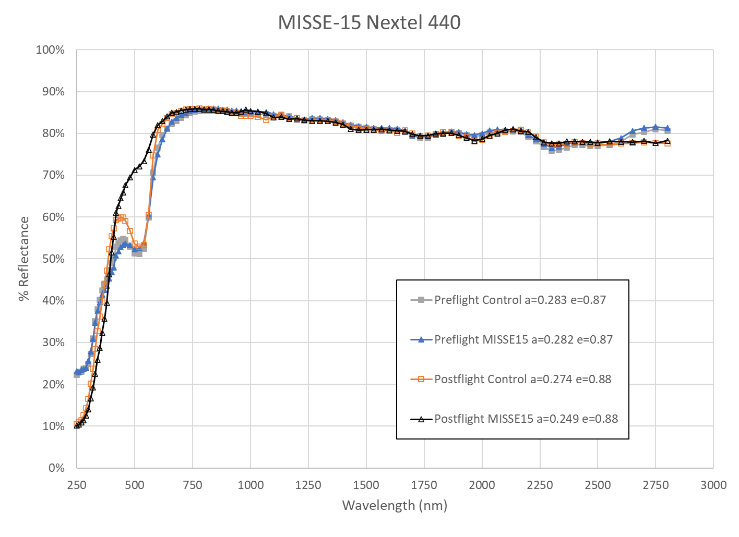 MISSE-15 Nextel 440
100%
90%
80%
70%
60%
50%
40%
30%
20%
10%
0%
% Reflectance
Preflight Control a=0.283 e=0.87
Preflight MISSE15 a=0.282 e=0.87
Postflight Control a=0.274 e=0.88
Postflight MISSE15 a=0.249 e=0.88
250 500 750 1000 1250 1500 1750 2000 2250 2500 2750 3000
Wavelength (nm)